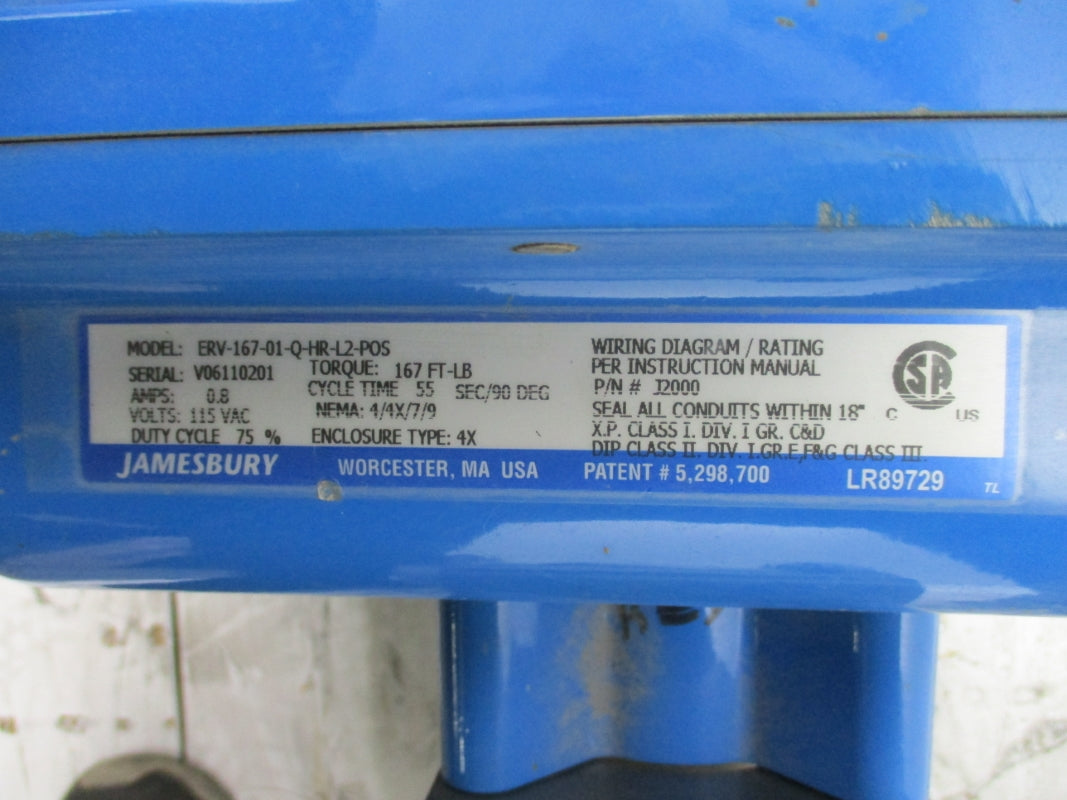 MODEL: ERV-167-01-Q-HR-L2-POS
SERIAL: V06110201 TORQUE: 167 FT-LB
AMPS: 0.8 CYCLE TIME 55 SEC/90 DEG
VOLTS: 115 VAC NEMA: 4/4X/7/9
DUTY CYCLE 75 % ENCLOSURE TYPE: 4X
WIRING DIAGRAM / RATING
PER INSTRUCTION MANUAL
P/N # J2000
SEAL ALL CONDUITS WITHIN 18"
X.P. CLASS I. DIV. I GR. C&D
DIP CLASS II. DIV. I.GR.E,F&G CLASS III.
C SA US
JAMESBURY WORCESTER, MA USA PATENT # 5,298,700 LR89729 TL